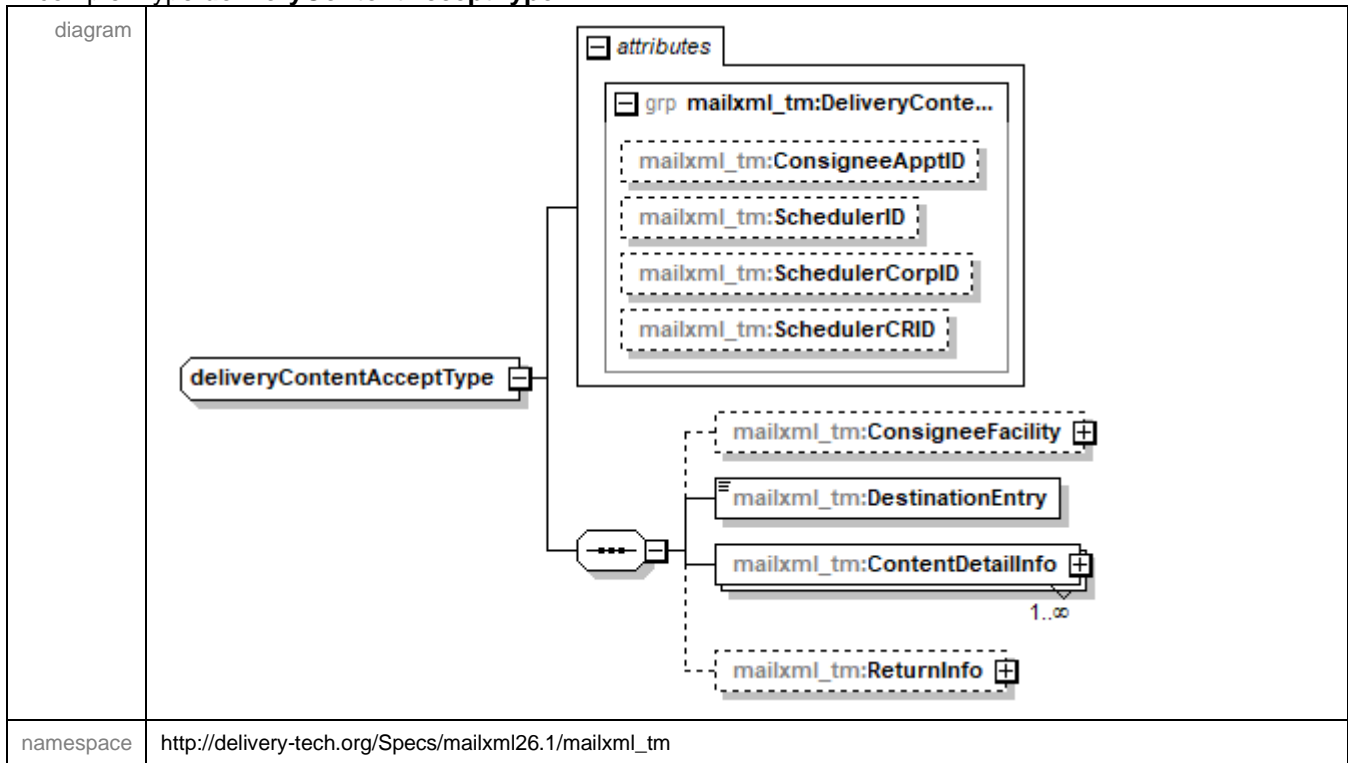 diagram
attributes
grp mailxml_tm:DeliveryConte...
mailxml_tm:ConsigneeApptID
mailxml_tm:SchedulerID
mailxml_tm:SchedulerCorpID
mailxml_tm:SchedulerCRID
deliveryContentAcceptType
mailxml_tm:ConsigneeFacility
mailxml_tm:DestinationEntry
mailxml_tm:ContentDetailInfo
1..∞
mailxml_tm:ReturnInfo
namespace http://delivery-tech.org/Specs/mailxml26.1/mailxml_tm